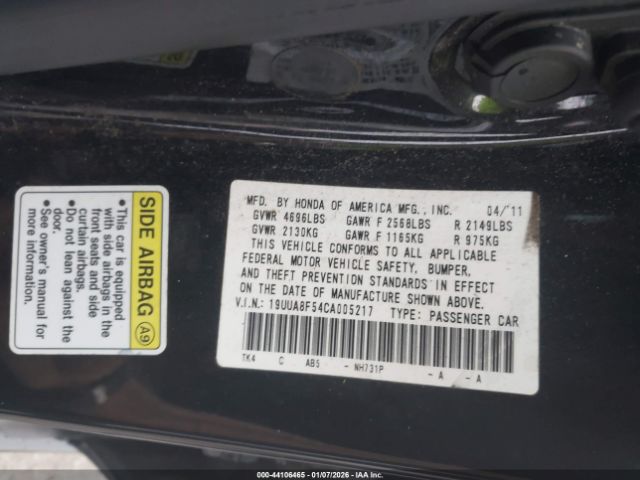 MFD. BY HONDA OF AMERICA MFG., INC. 04/'11
GVWR 4696LBS GAWR F 2568LBS R 2149LBS
GVWR 2130KG GAWR F 1165KG R 975KG
THIS VEHICLE CONFORMS TO ALL APPLICABLE
FEDERAL MOTOR VEHICLE SAFETY, BUMPER,
AND THEFT PREVENTION STANDARDS IN EFFECT
ON THE DATE OF MANUFACTURE SHOWN ABOVE.
V.I.N.: 19UUA8F54CA005217 TYPE: PASSENGER CAR
TK4 C AB5 - NH731P - A - A
SIDE AIRBAG A9
• This car is equipped
with side airbags in the
front seats and side
curtain airbags.
• Do not lean against the
door.
• See owner's manual for
more information.
000-44106465 | 01/07/2026 - IAAI.COM